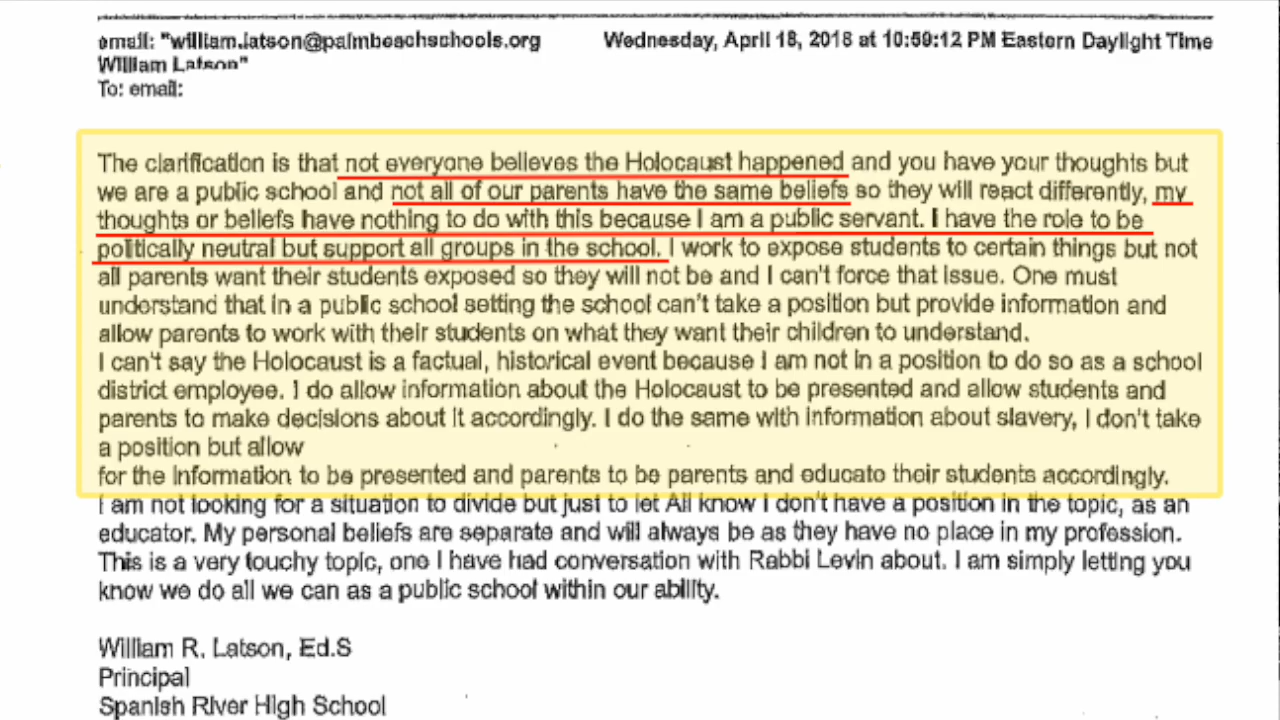 email: "william.latson@palmbeachschools.org Wednesday, April 18, 2018 at 10:59:12 PM Eastern Daylight Time
William Latson"
To: email:
The clarification is that not everyone believes the Holocaust happened and you have your thoughts but
we are a public school and not all of our parents have the same beliefs so they will react differently, my
thoughts or beliefs have nothing to do with this because I am a public servant. I have the role to be
politically neutral but support all groups in the school. I work to expose students to certain things but not
all parents want their students exposed so they will not be and I can't force that issue. One must
understand that in a public school setting the school can't take a position but provide information and
allow parents to work with their students on what they want their children to understand.
I can't say the Holocaust is a factual, historical event because I am not in a position to do so as a school
district employee. I do allow information about the Holocaust to be presented and allow students and
parents to make decisions about it accordingly. I do the same with information about slavery, I don't take
a position but allow
for the information to be presented and parents to be parents and educate their students accordingly.
I am not looking for a situation to divide but just to let All know I don't have a position in the topic, as an
educator. My personal beliefs are separate and will always be as they have no place in my profession.
This is a very touchy topic, one I have had conversation with Rabbi Levin about. I am simply letting you
know we do all we can as a public school within our ability.
William R. Latson, Ed.S
Principal
Spanish River High School